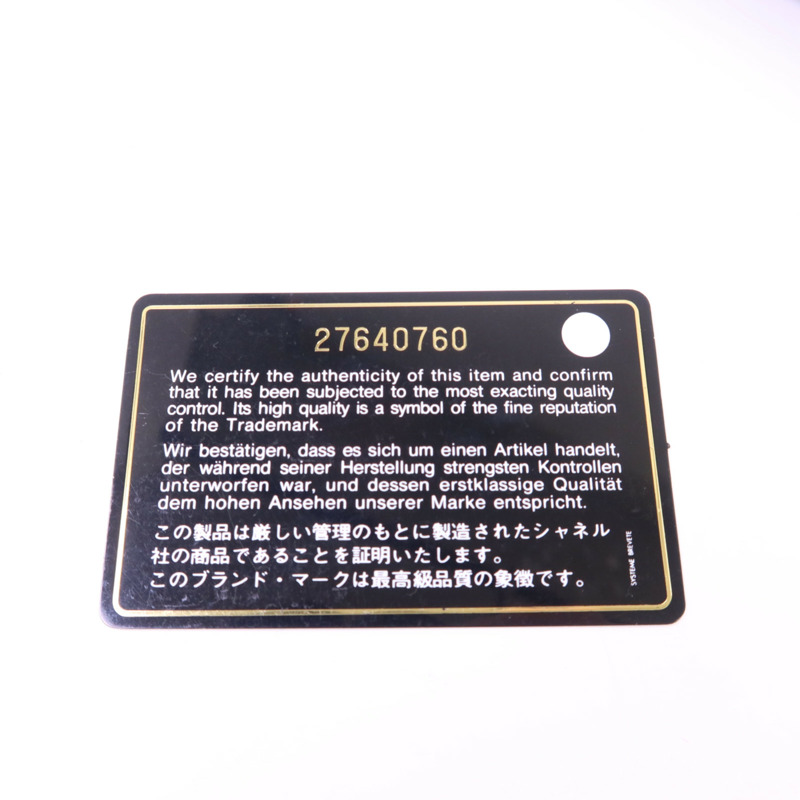 27640760
We certify the authenticity of this item and confirm
that it has been subjected to the most exacting quality
control. Its high quality is a symbol of the fine reputation
of the Trademark.
Wir bestätigen, dass es sich um einen Artikel handelt,
der während seiner Herstellung strengsten Kontrollen
unterworfen war, und dessen erstklassige Qualität
dem hohen Ansehen unserer Marke entspricht.
この製品は厳しい管理のもとに製造されたシャネル
社の商品であることを証明いたします。
このブランド・マークは最高級品質の象徴です。
SYSTEME BREVETE